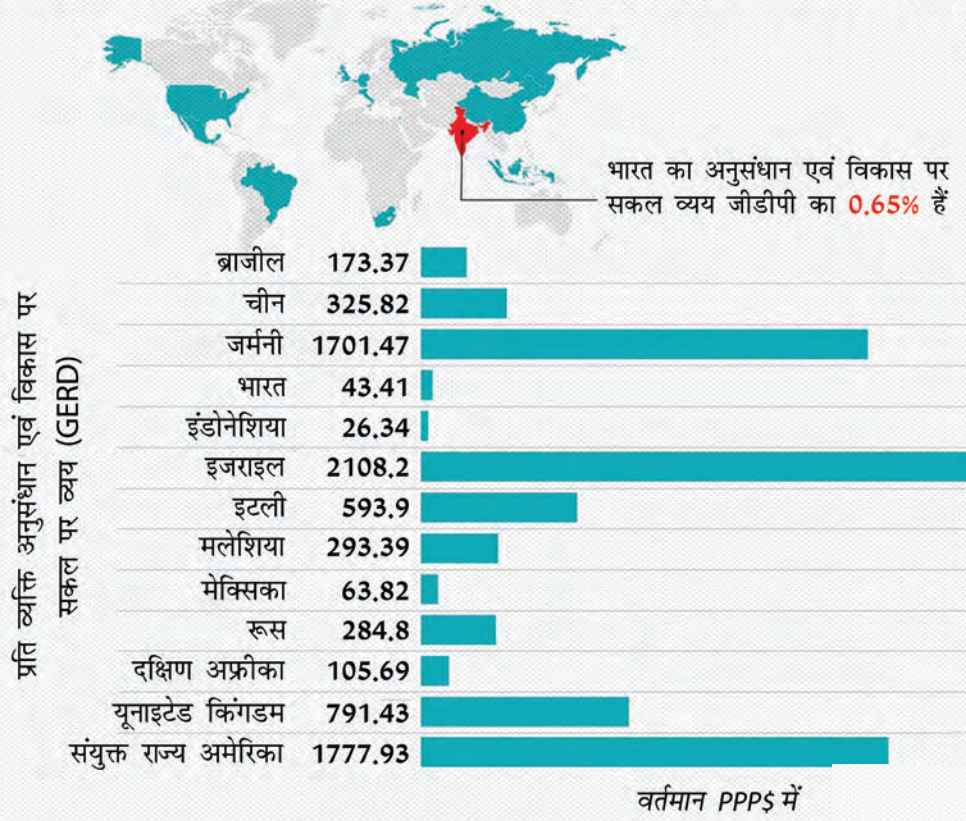 भारत का अनुसंधान एवं विकास पर
सकल व्यय जीडीपी का 0.65% हैं
प्रति व्यक्ति अनुसंधान एवं विकास पर
सकल पर व्यय (GERD)
ब्राजील 173.37
चीन 325.82
जर्मनी 1701.47
भारत 43.41
इंडोनेशिया 26.34
इजराइल 2108.2
इटली 593.9
मलेशिया 293.39
मेक्सिका 63.82
रूस 284.8
दक्षिण अफ्रीका 105.69
यूनाइटेड किंगडम 791.43
संयुक्त राज्य अमेरिका 1777.93
वर्तमान PPP$ में